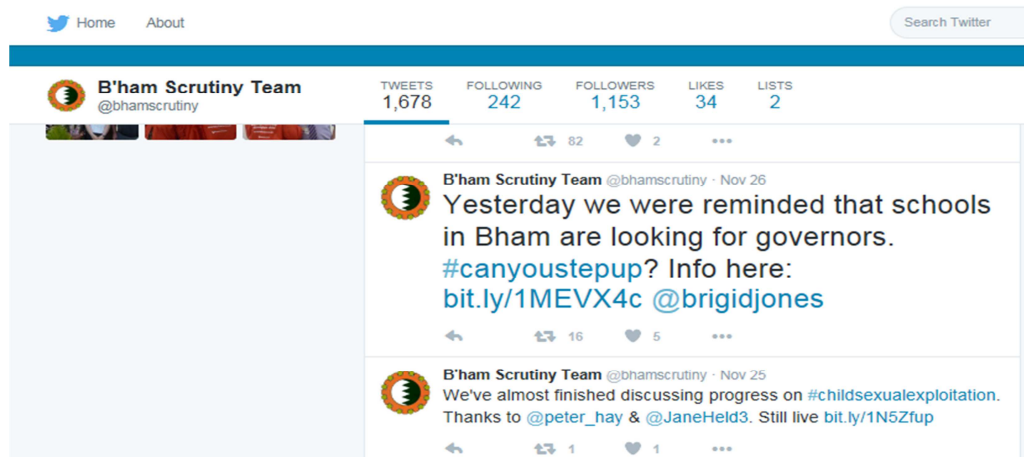 Home About
Search Twitter
B'ham Scrutiny Team
@bhamscrutiny
TWEETS FOLLOWING FOLLOWERS LIKES LISTS
1,678 242 1,153 34 2
82 2
B'ham Scrutiny Team @bhamscrutiny · Nov 26
Yesterday we were reminded that schools
in Bham are looking for governors.
#canyoustepup? Info here:
bit.ly/1MEVX4c @brigidjones
16 5
B'ham Scrutiny Team @bhamscrutiny · Nov 25
We've almost finished discussing progress on #childsexualexploitation.
Thanks to @peter_hay & @JaneHeld3. Still live bit.ly/1N5Zfup
1 1